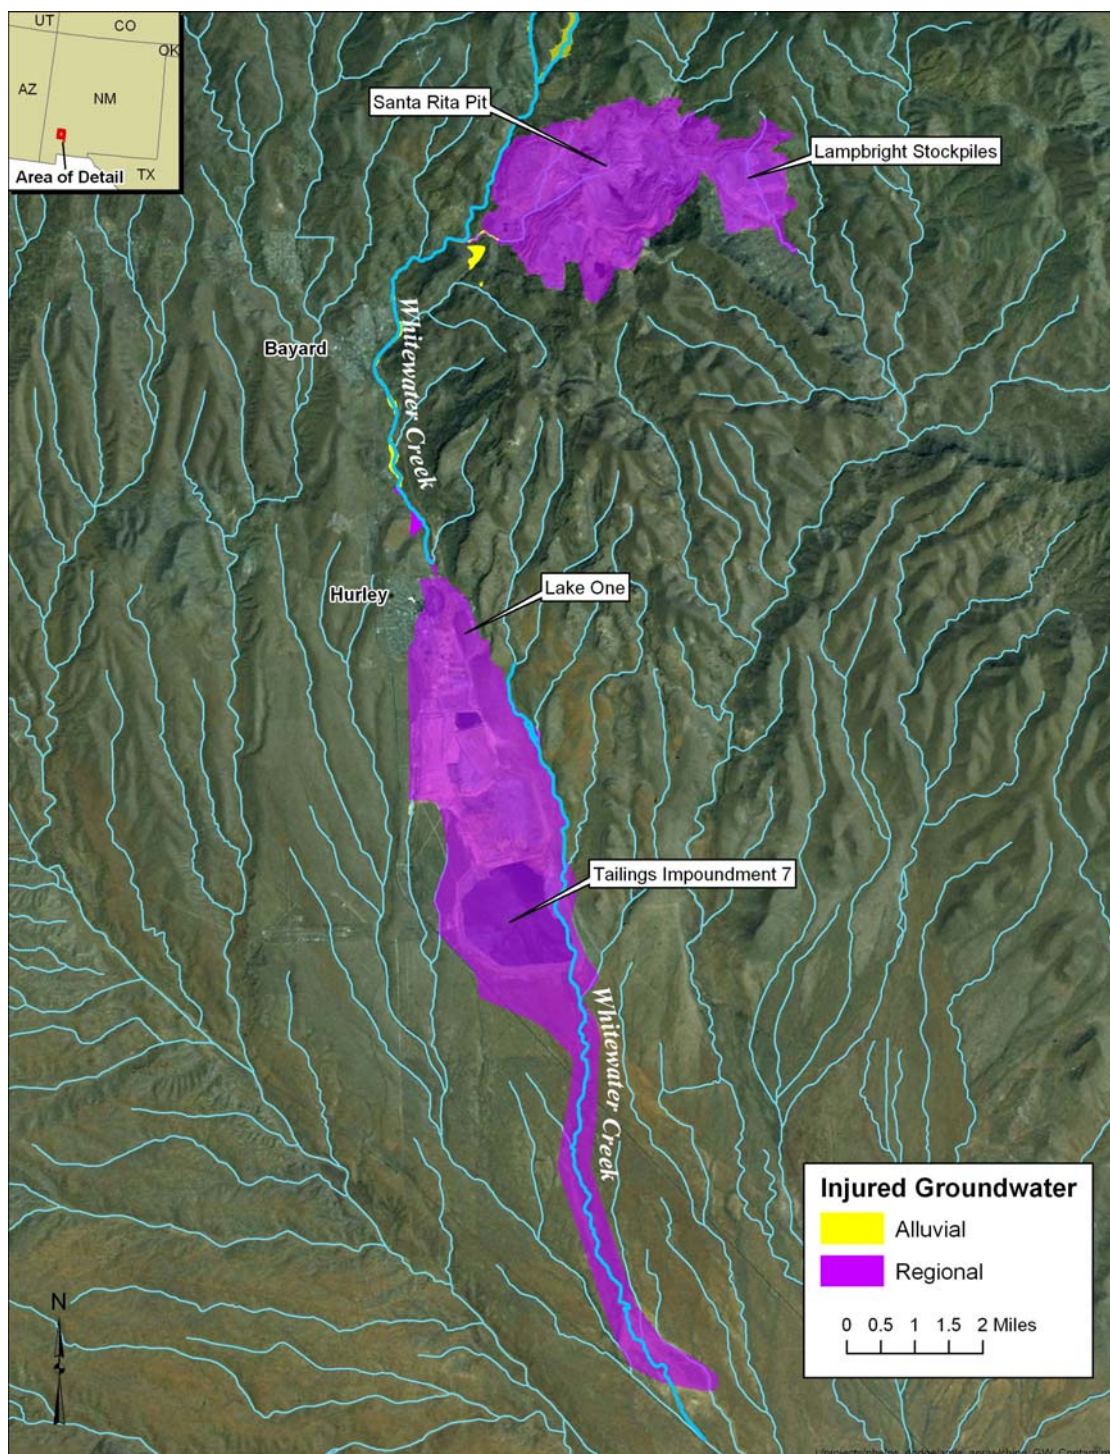 UT
CO
OK
AZ
NM
Area of Detail
TX
Santa Rita Pit
Lampbright Stockpiles
Whitewater Creek
Bayard
Lake One
Hurley
Tailings Impoundment 7
Whitewater Creek
Injured Groundwater
Alluvial
Regional
0 0.5 1 1.5 2 Miles
N